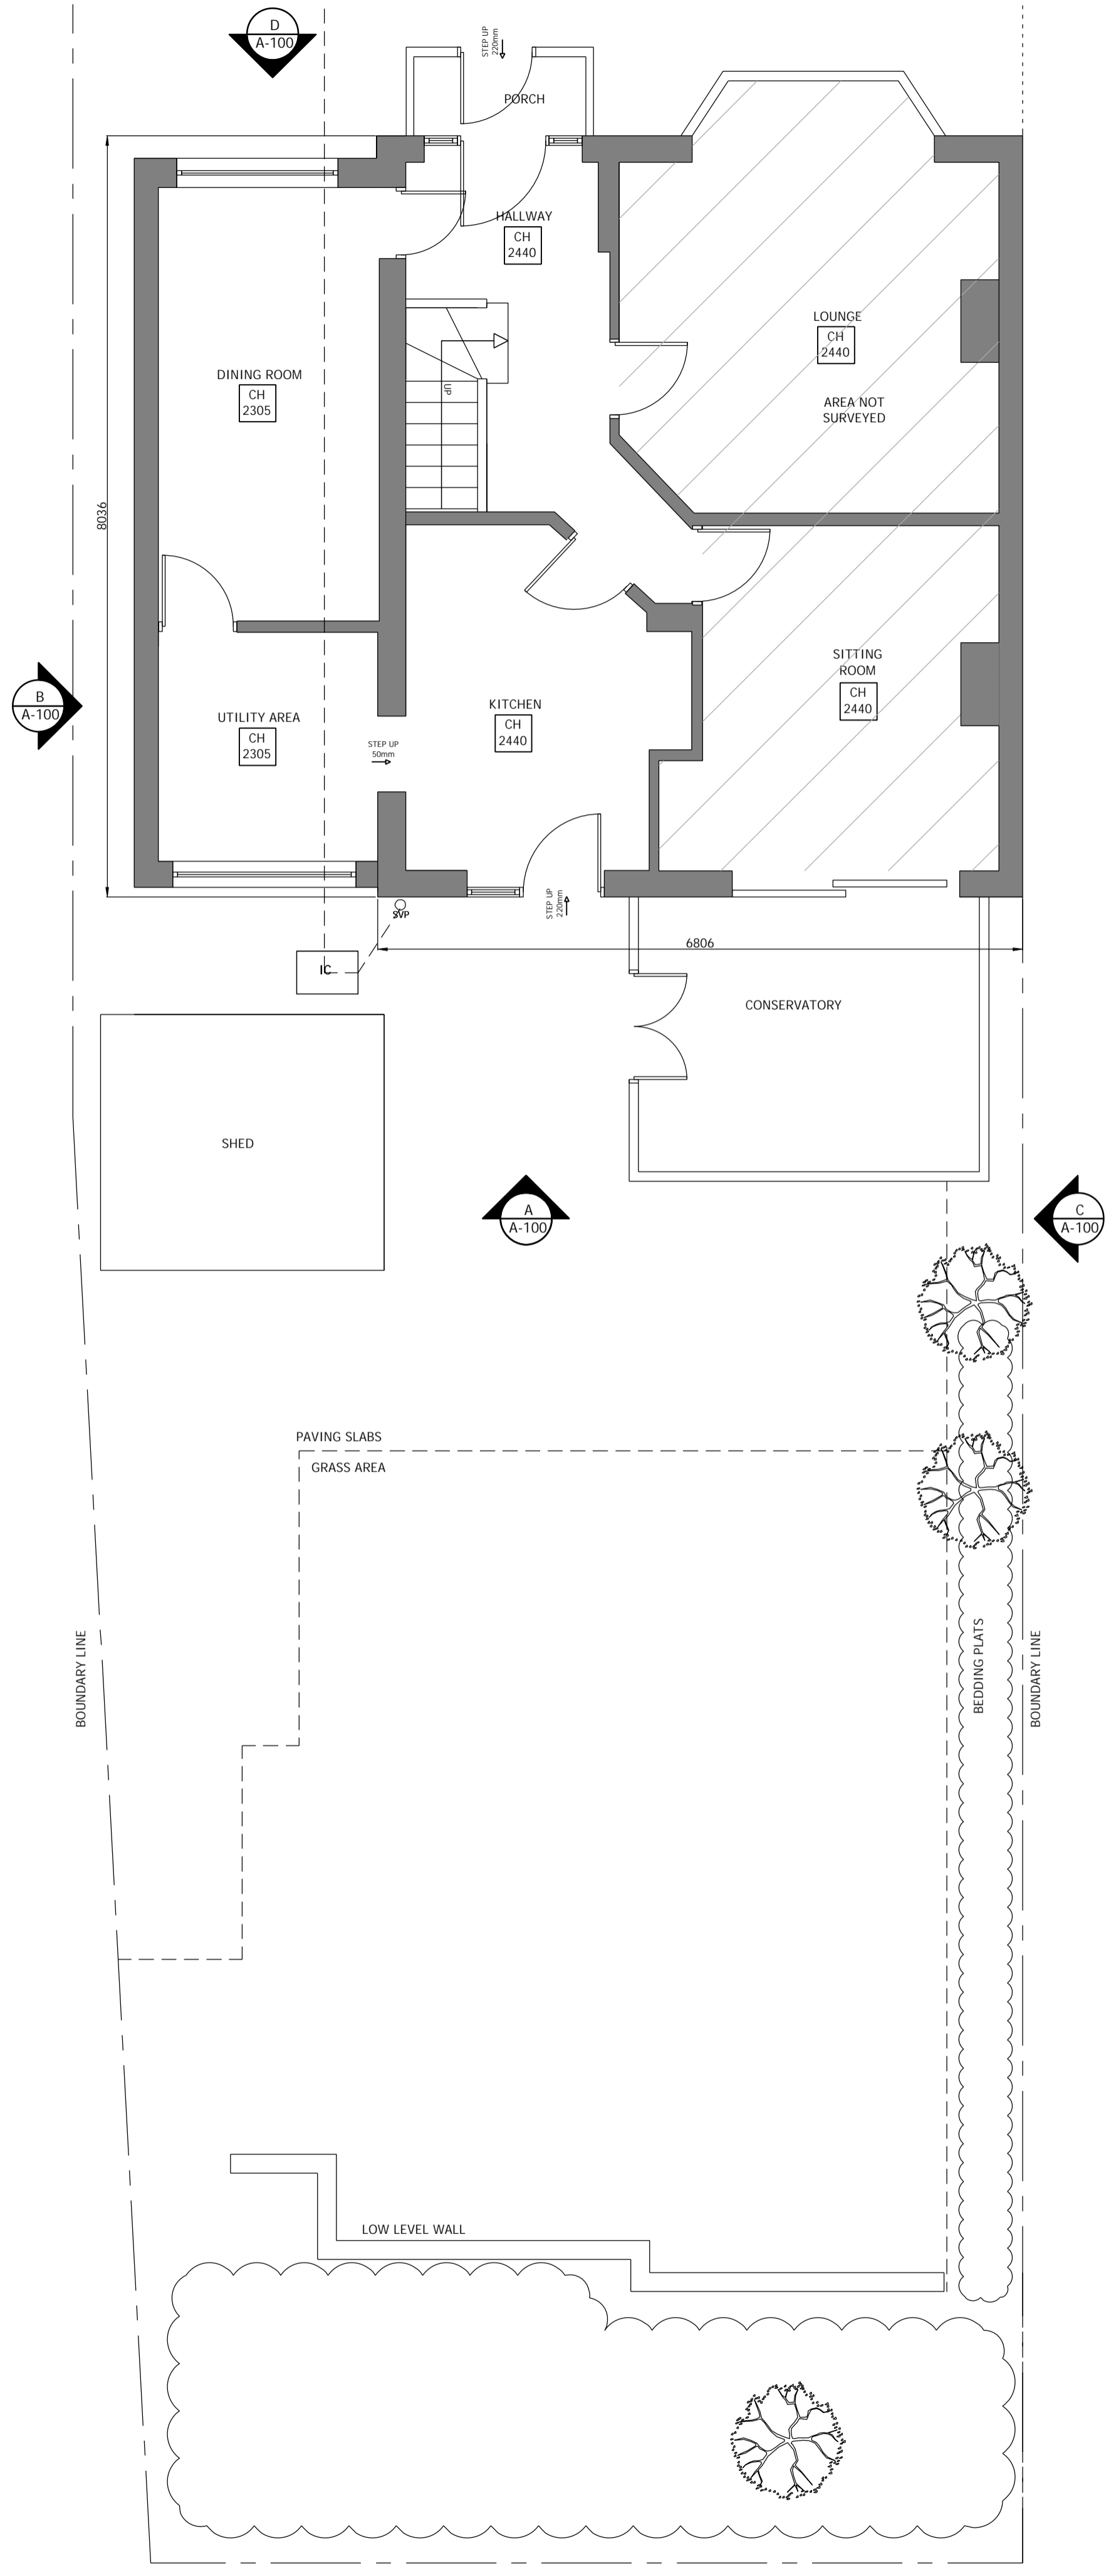 D
A-100
STEP UP
220mm
PORCH
HALLWAY
CH
2440
LOUNGE
CH
2440
AREA NOT
SURVEYED
DINING ROOM
CH
2305
UP
8036
SITTING
ROOM
CH
2440
B
A-100
UTILITY AREA
CH
2305
KITCHEN
CH
2440
STEP UP
50mm
STEP UP
220mm
SVP
6806
IC
CONSERVATORY
SHED
A
A-100
C
A-100
PAVING SLABS
GRASS AREA
BOUNDARY LINE
BEDDING PLATS
BOUNDARY LINE
LOW LEVEL WALL